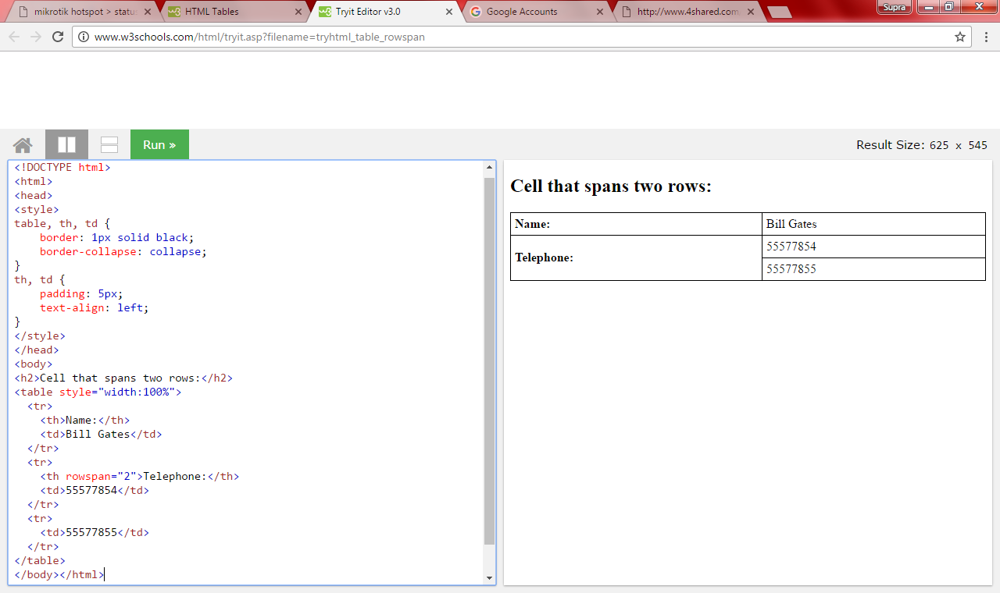 mikrotik hotspot > status
HTML Tables
Tryit Editor v3.0
Google Accounts
http://www.4shared.com
Supra
www.w3schools.com/html/tryit.asp?filename=tryhtml_table_rowspan
Run »
Result Size: 625 x 545
<!DOCTYPE html>
<html>
<head>
<style>
table, th, td {
    border: 1px solid black;
    border-collapse: collapse;
}
th, td {
    padding: 5px;
    text-align: left;
}
</style>
</head>
<body>
<h2>Cell that spans two rows:</h2>
<table style="width:100%">
  <tr>
    <th>Name:</th>
    <td>Bill Gates</td>
  </tr>
  <tr>
    <th rowspan="2">Telephone:</th>
    <td>55577854</td>
  </tr>
  <tr>
    <td>55577855</td>
  </tr>
</table>
</body></html>
Cell that spans two rows:
Name: Bill Gates
Telephone: 55577854
55577855